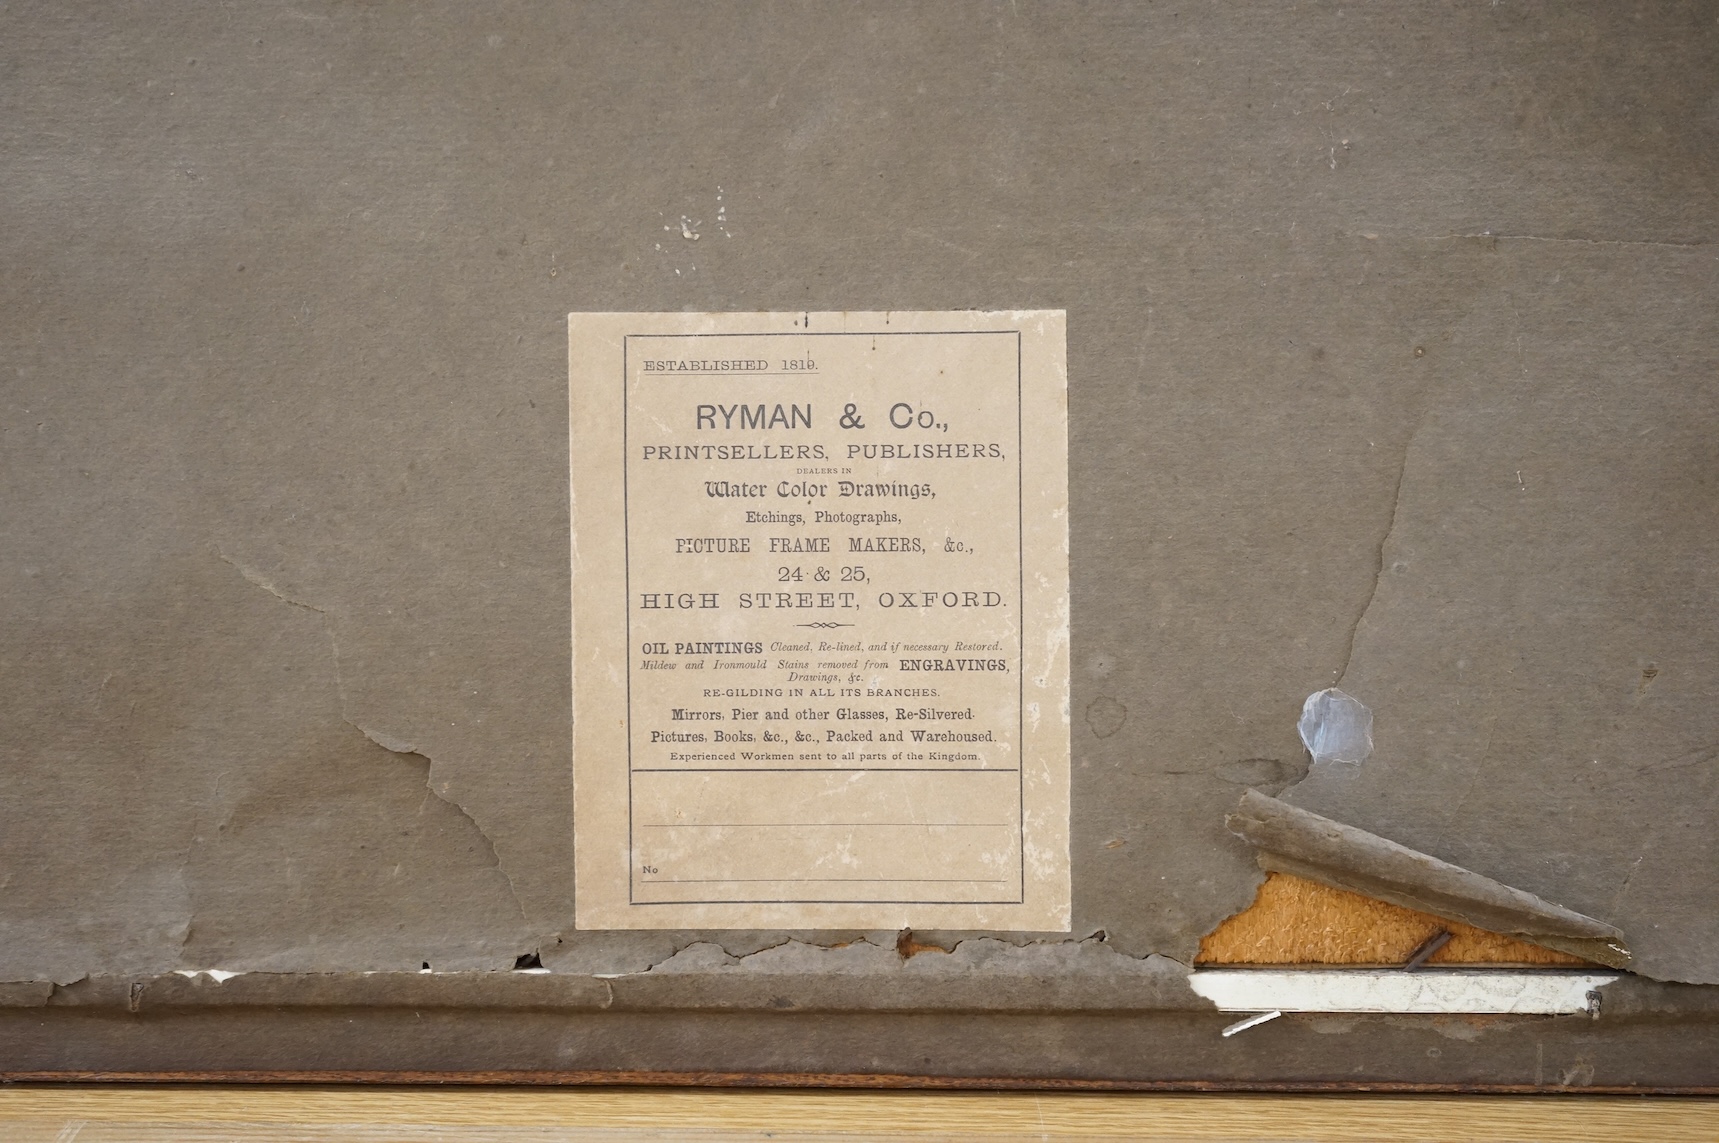 ESTABLISHED 1819.
RYMAN & Co.,
PRINTSELLERS, PUBLISHERS,
DEALERS IN
Water Color Drawings,
Etchings, Photographs,
PICTURE FRAME MAKERS, &c.,
24 & 25,
HIGH STREET, OXFORD.
OIL PAINTINGS Cleaned, Re-lined, and if necessary Restored.
Mildew and Ironmould Stains removed from ENGRAVINGS,
Drawings, &c.
RE-GILDING IN ALL ITS BRANCHES.
Mirrors, Pier and other Glasses, Re-Silvered.
Pictures, Books, &c., &c., Packed and Warehoused.
Experienced Workmen sent to all parts of the Kingdom.
No